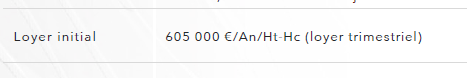 Loyer initial 605 000 €/An/Ht-Hc (loyer trimestriel)